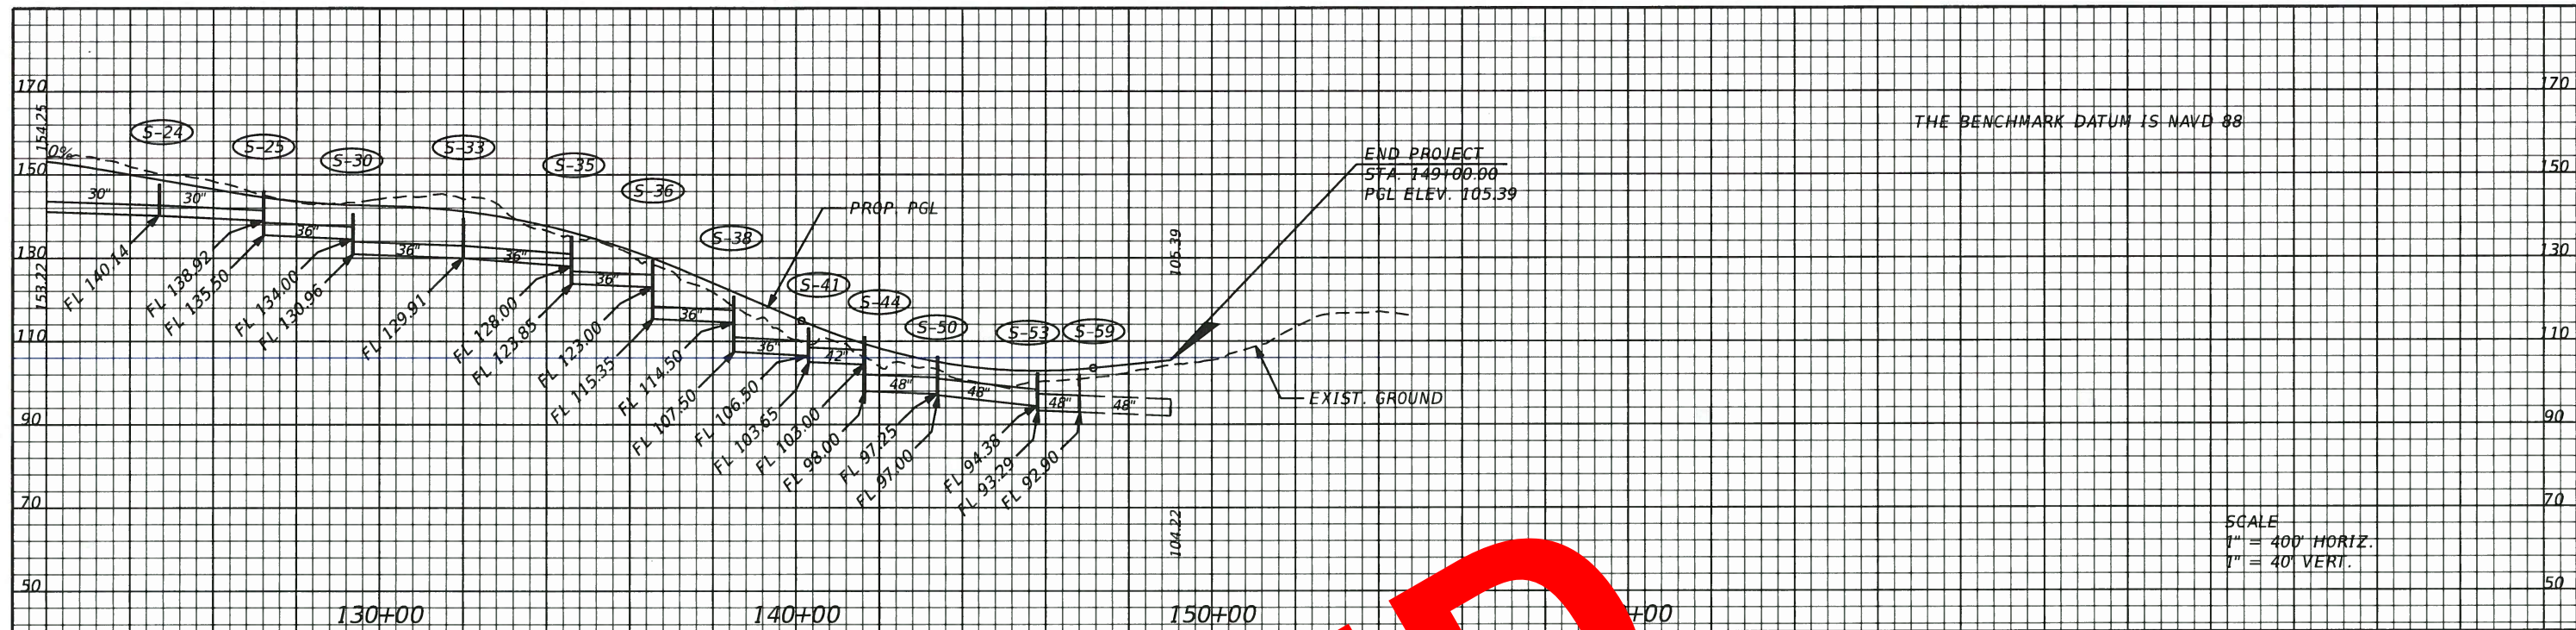 170
170
154.25
S-24
THE BENCHMARK DATUM IS NAVD 88
S-25
S-33
0%
S-30
END PROJECT
STA. 149+00.00
PGL ELEV. 105.39
150
150
S-35
S-36
30"
30"
PROP. PGL
36"
S-38
130
36"
36"
105.39
130
153.22
36"
S-41
S-44
FL 140.14
FL 138.92
FL 135.50
FL 134.00
FL 130.96
FL 129.91
FL 128.00
FL 123.85
FL 123.00
FL 115.35
36"
S-50
S-53
S-59
110
110
36"
42"
FL 114.50
FL 107.50
FL 106.50
FL 103.65
FL 103.00
FL 98.00
FL 97.25
FL 97.00
FL 94.38
FL 93.29
FL 92.90
48"
48"
48"
48"
EXIST. GROUND
90
90
70
70
104.22
SCALE
1" = 400' HORIZ.
1" = 40' VERT.
50
50
130+00
140+00
150+00